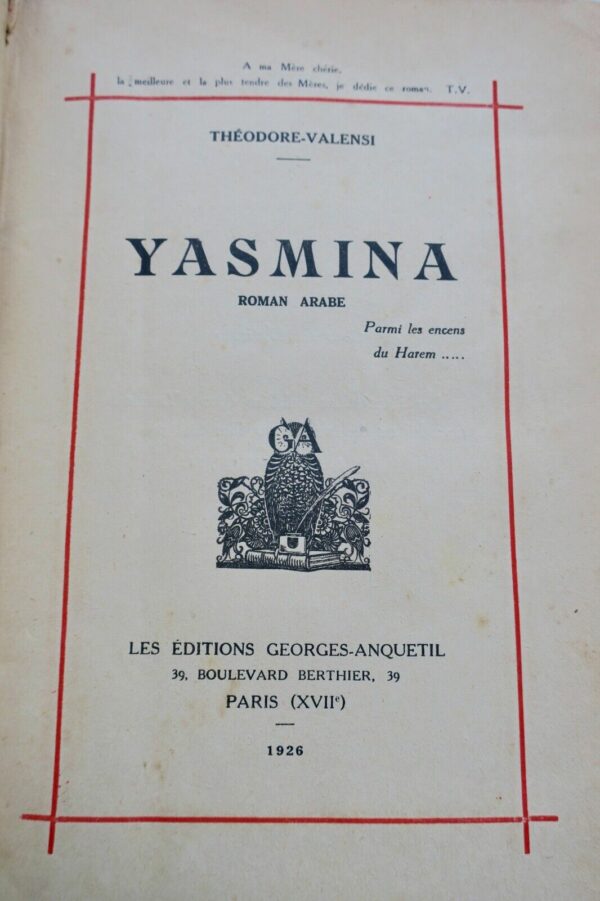 A ma Mère chérie,
la meilleure et la plus tendre des Mères, je dédie ce roman. T.V.
THÉODORE-VALENSI
YASMINA
ROMAN ARABE
Parmi les encens
du Harem .....
GA
LES ÉDITIONS GEORGES-ANQUETIL
39, BOULEVARD BERTHIER, 39
PARIS (XVIIᵉ)
1926